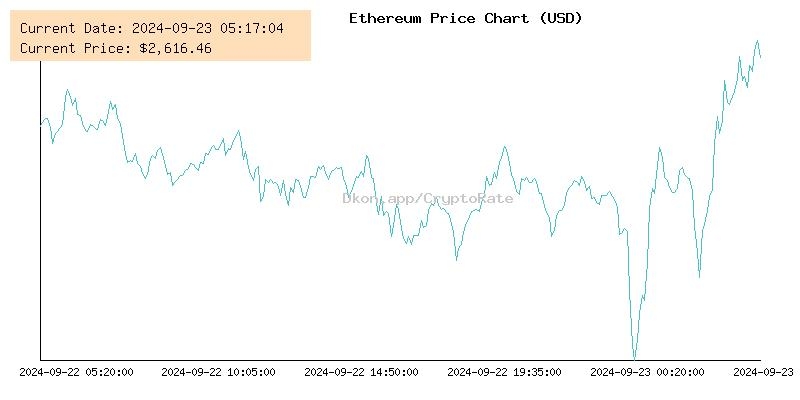 Ethereum Price Chart (USD)
Current Date: 2024-09-23 05:17:04
Current Price: $2,616.46
Dkon.app/CryptoRate
2024-09-22 05:20:00 2024-09-22 10:05:00 2024-09-22 14:50:00 2024-09-22 19:35:00 2024-09-23 00:20:00 2024-09-23